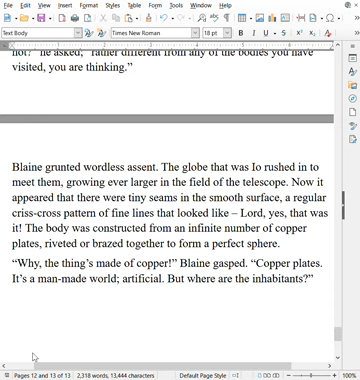 File Edit View Insert Format Styles Table Form Tools Window Help
Text Body Times New Roman 18 pt B I U S X² X₂
not?” he asked, “rather different from any of the bodies you have
visited, you are thinking.”
Blaine grunted wordless assent. The globe that was Io rushed in to
meet them, growing ever larger in the field of the telescope. Now it
appeared that there were tiny seams in the smooth surface, a regular
criss-cross pattern of fine lines that looked like – Lord, yes, that was
it! The body was constructed from an infinite number of copper
plates, riveted or brazed together to form a perfect sphere.
“Why, the thing’s made of copper!” Blaine gasped. “Copper plates.
It’s a man-made world; artificial. But where are the inhabitants?”
Pages 12 and 13 of 13 2,318 words, 13,444 characters Default Page Style 100%